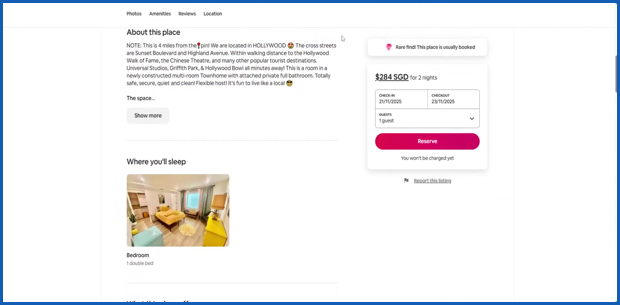 Photos Amenities Reviews Location
About this place
NOTE: This is 4 miles from the📍pin! We are located in HOLLYWOOD 🤩 The cross streets
are Sunset Boulevard and Highland Avenue. Within walking distance to the Hollywood
Walk of Fame, the Chinese Theatre, and many other popular tourist destinations.
Universal Studios, Griffith Park, & Hollywood Bowl all minutes away! This is a room in a
newly constructed multi-room Townhome with attached private full bathroom. Totally
safe, secure, quiet and clean! Flexible host! It's fun to live like a local 😎
The space...
Show more
Where you'll sleep
Bedroom
1 double bed
Rare find! This place is usually booked
$284 SGD for 2 nights
CHECK-IN
21/11/2025
CHECKOUT
23/11/2025
GUESTS
1 guest
Reserve
You won't be charged yet
Report this listing